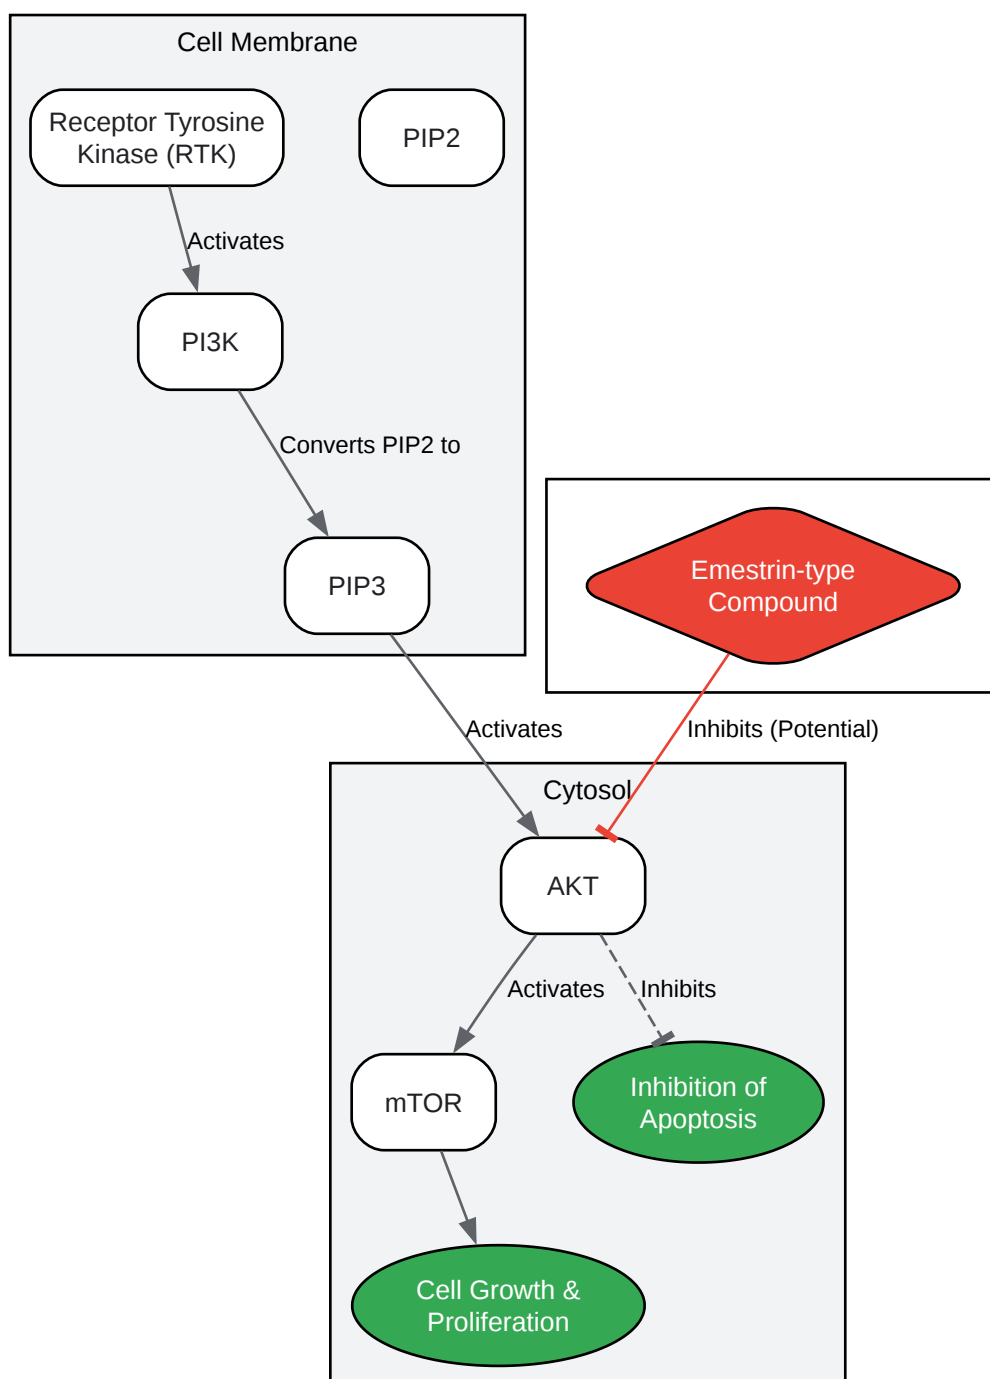 Cell Membrane
Receptor Tyrosine
Kinase (RTK)
PIP2
Activates
PI3K
Converts PIP2 to
PIP3
Emestrin-type
Compound
Activates
Inhibits (Potential)
Cytosol
AKT
Activates
Inhibits
mTOR
Inhibition of
Apoptosis
Cell Growth &
Proliferation